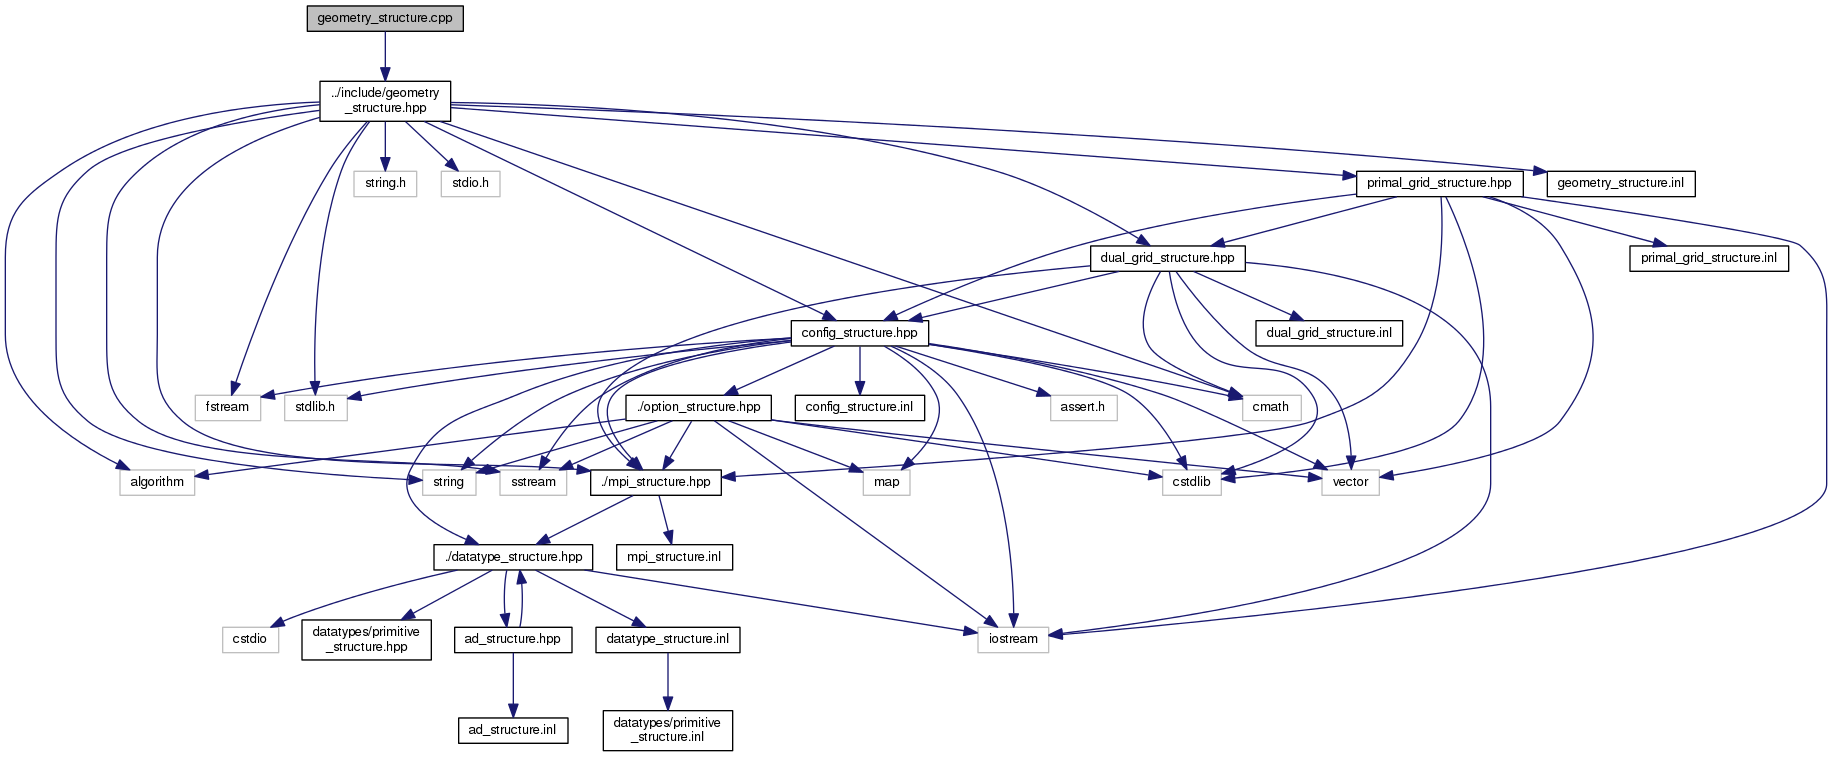 geometry_structure.cpp
../include/geometry
_structure.hpp
string.h
stdio.h
primal_grid_structure.hpp
geometry_structure.inl
dual_grid_structure.hpp
primal_grid_structure.inl
config_structure.hpp
dual_grid_structure.inl
fstream
stdlib.h
./option_structure.hpp
config_structure.inl
assert.h
cmath
algorithm
string
sstream
./mpi_structure.hpp
map
cstdlib
vector
./datatype_structure.hpp
mpi_structure.inl
cstdio
datatypes/primitive
_structure.hpp
ad_structure.hpp
datatype_structure.inl
iostream
ad_structure.inl
datatypes/primitive
_structure.inl